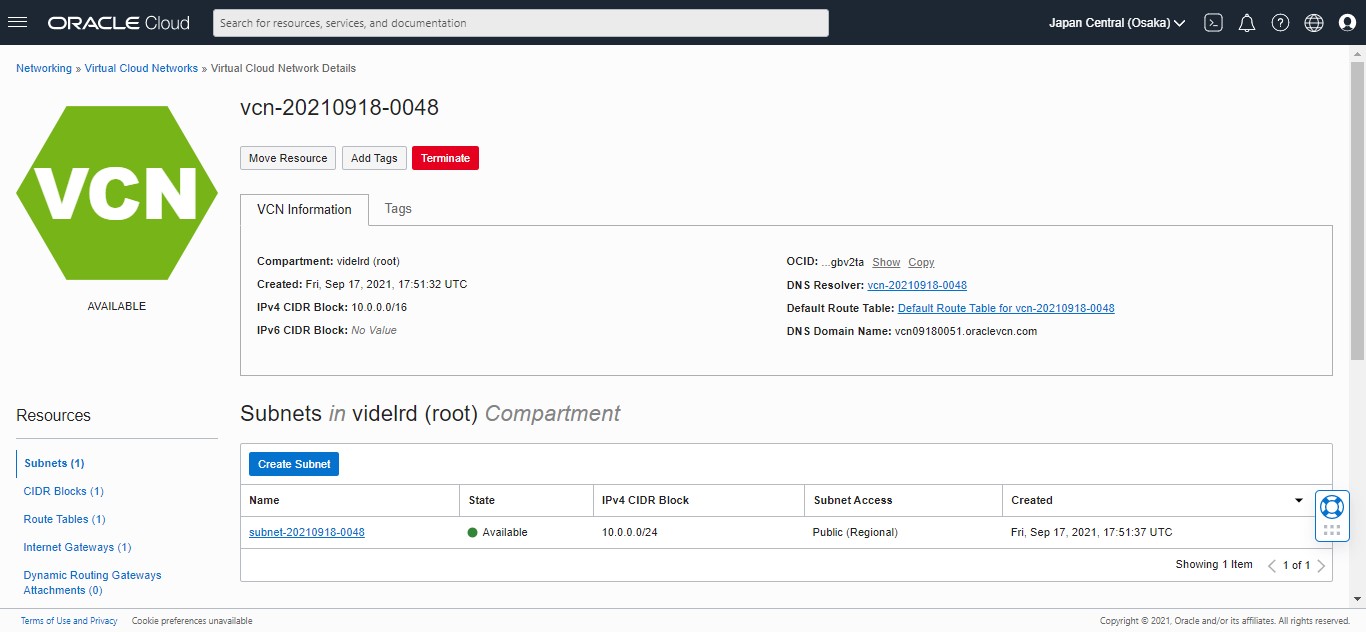 ORACLE Cloud
Search for resources, services, and documentation
Japan Central (Osaka)
Networking » Virtual Cloud Networks » Virtual Cloud Network Details
VCN
AVAILABLE
vcn-20210918-0048
Move Resource
Add Tags
Terminate
VCN Information
Tags
Compartment: videlrd (root)
Created: Fri, Sep 17, 2021, 17:51:32 UTC
IPv4 CIDR Block: 10.0.0.0/16
IPv6 CIDR Block: No Value
OCID: ...gbv2ta Show Copy
DNS Resolver: vcn-20210918-0048
Default Route Table: Default Route Table for vcn-20210918-0048
DNS Domain Name: vcn09180051.oraclevcn.com
Resources
Subnets (1)
CIDR Blocks (1)
Route Tables (1)
Internet Gateways (1)
Dynamic Routing Gateways
Attachments (0)
Subnets in videlrd (root) Compartment
Create Subnet
Name State IPv4 CIDR Block Subnet Access Created
subnet-20210918-0048 Available 10.0.0.0/24 Public (Regional) Fri, Sep 17, 2021, 17:51:37 UTC
Showing 1 Item 1 of 1
Terms of Use and Privacy Cookie preferences unavailable
Copyright © 2021, Oracle and/or its affiliates. All rights reserved.